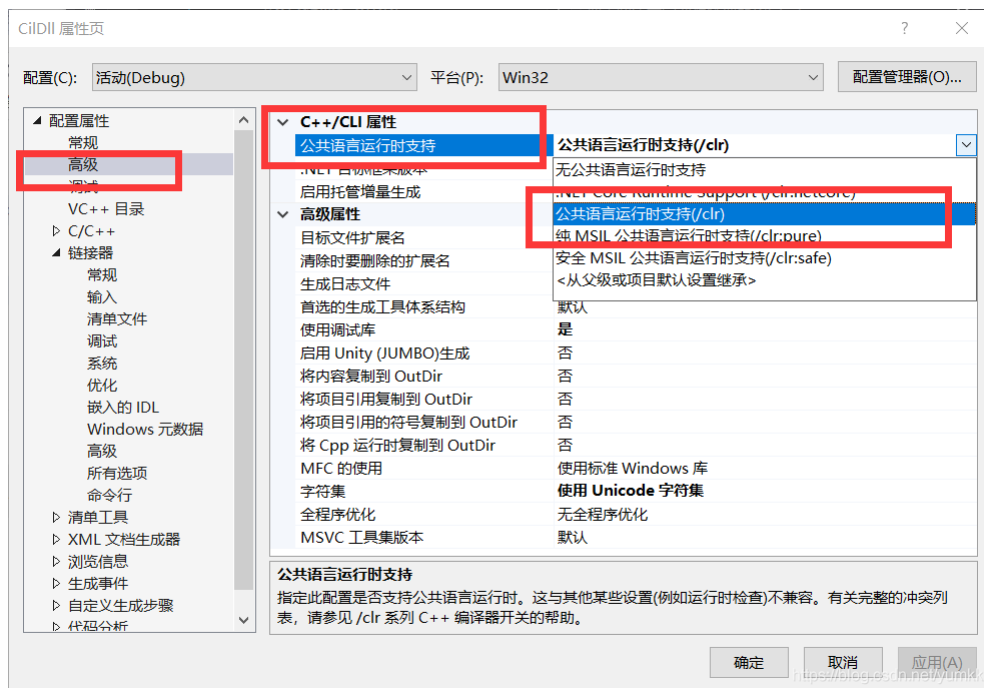 CilDll 属性页
?
配置(C):
活动(Debug)
平台(P):
Win32
配置管理器(O)...
配置属性
常规
高级
调试
VC++ 目录
C/C++
链接器
常规
输入
清单文件
调试
系统
优化
嵌入的 IDL
Windows 元数据
高级
所有选项
命令行
清单工具
XML 文档生成器
浏览信息
生成事件
自定义生成步骤
代码分析
C++/CLI 属性
公共语言运行时支持
公共语言运行时支持(/clr)
.NET 目标框架版本
无公共语言运行时支持
启用托管增量生成
.NET Core Runtime Support (/clr:netcore)
高级属性
公共语言运行时支持(/clr)
目标文件扩展名
纯 MSIL 公共语言运行时支持(/clr:pure)
清除时要删除的扩展名
安全 MSIL 公共语言运行时支持(/clr:safe)
生成日志文件
<从父级或项目默认设置继承>
首选的生成工具体系结构
默认
使用调试库
是
启用 Unity (JUMBO)生成
否
将内容复制到 OutDir
否
将项目引用复制到 OutDir
否
将项目引用的符号复制到 OutDir
否
将 Cpp 运行时复制到 OutDir
否
MFC 的使用
使用标准 Windows 库
字符集
使用 Unicode 字符集
全程序优化
无全程序优化
MSVC 工具集版本
默认
公共语言运行时支持
指定此配置是否支持公共语言运行时。这与其他某些设置(例如运行时检查)不兼容。有关完整的冲突列
表，请参见 /clr 系列 C++ 编译器开关的帮助。
确定
取消
应用(A)
https://blog.csdn.net/yumkk